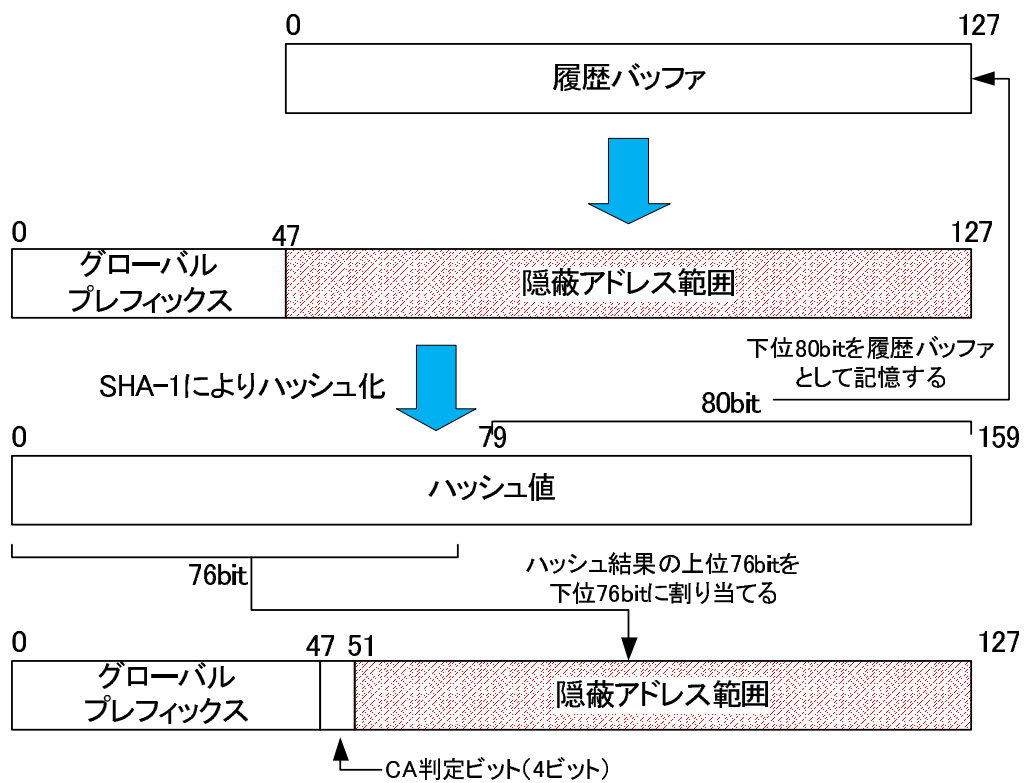 0 127
履歴バッファ
0 47 127
グローバル
プレフィックス
隠蔽アドレス範囲
下位80bitを履歴バッファ
として記憶する
SHA-1によりハッシュ化
80bit
0 79 159
ハッシュ値
76bit
ハッシュ結果の上位76bitを
下位76bitに割り当てる
0 47 51 127
グローバル
プレフィックス
隠蔽アドレス範囲
CA判定ビット(4ビット)